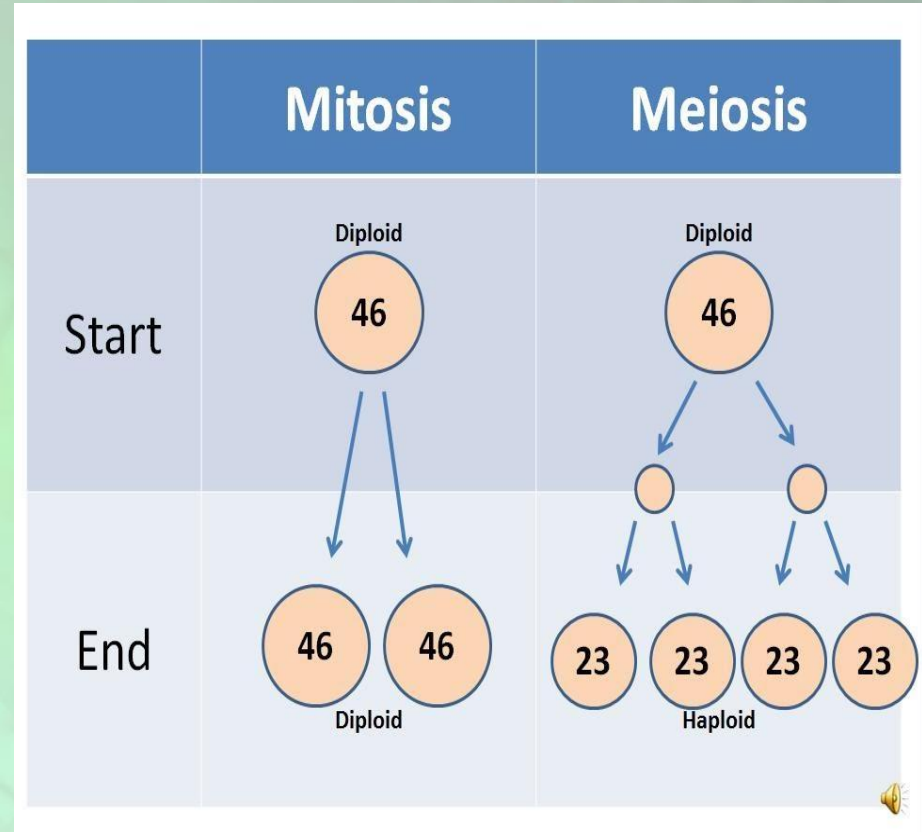 Mitosis Meiosis
Start
Diploid Diploid
46 46
End
46 46 23 23 23 23
Diploid Haploid